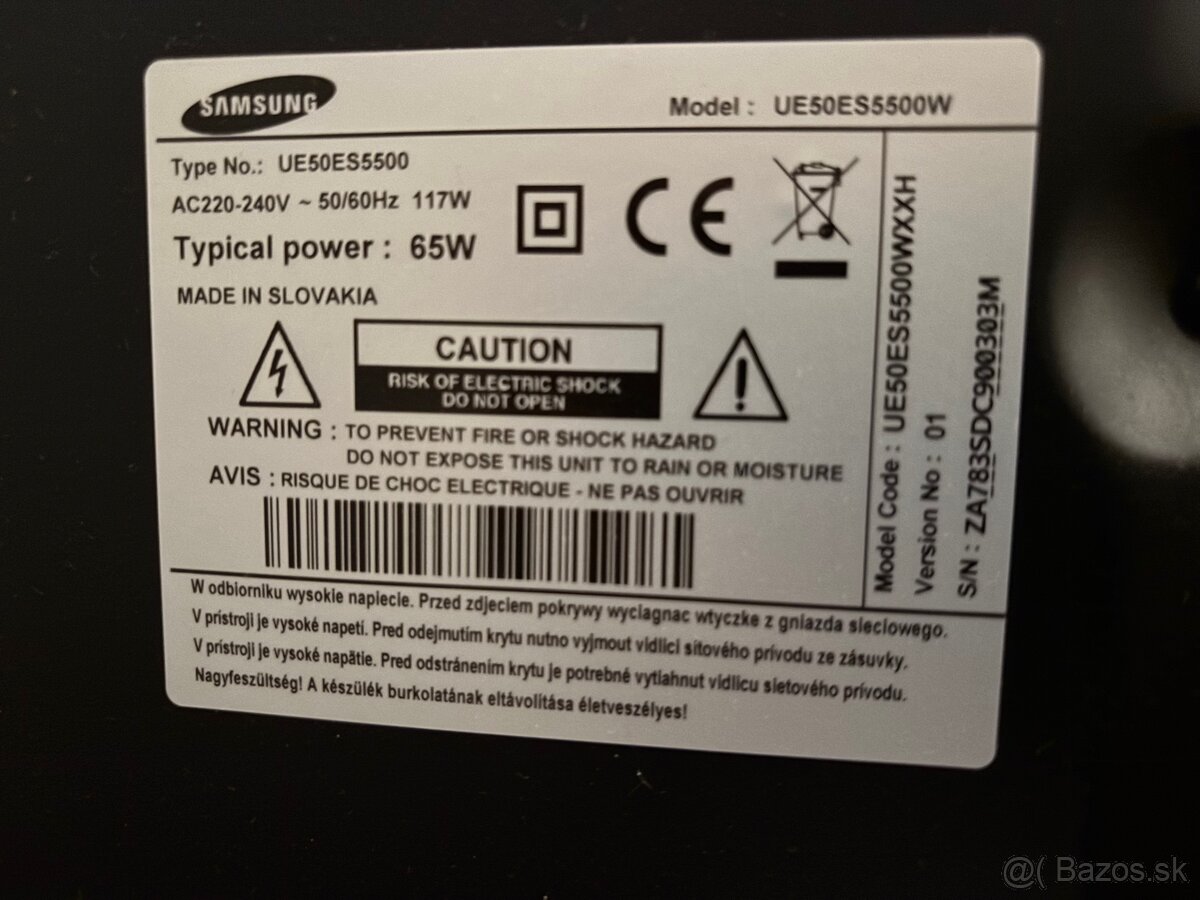 SAMSUNG
Model : UE50ES5500W
Type No.: UE50ES5500
AC220-240V ~ 50/60Hz 117W
Typical power : 65W
MADE IN SLOVAKIA
CE
CAUTION
RISK OF ELECTRIC SHOCK
DO NOT OPEN
WARNING : TO PREVENT FIRE OR SHOCK HAZARD
DO NOT EXPOSE THIS UNIT TO RAIN OR MOISTURE
AVIS : RISQUE DE CHOC ELECTRIQUE - NE PAS OUVRIR
Model Code : UE50ES5500WXXH
Version No : 01
S/N : ZA783SDC900303M
W odbiorniku wysokie naplecie. Przed zdjeciem pokrywy wyciagnac wtyczke z gniazda sieciowego.
V prístroji je vysoké napetí. Pred odejmutím krytu nutno vyjmout vidlici sítového prívodu ze zásuvky.
V prístroji je vysoké napätie. Pred odstránením krytu je potrebné vytiahnut vidlicu sietového prívodu.
Nagyfeszültség! A készülék burkolatának eltávolítása életveszélyes!
@( Bazos.sk